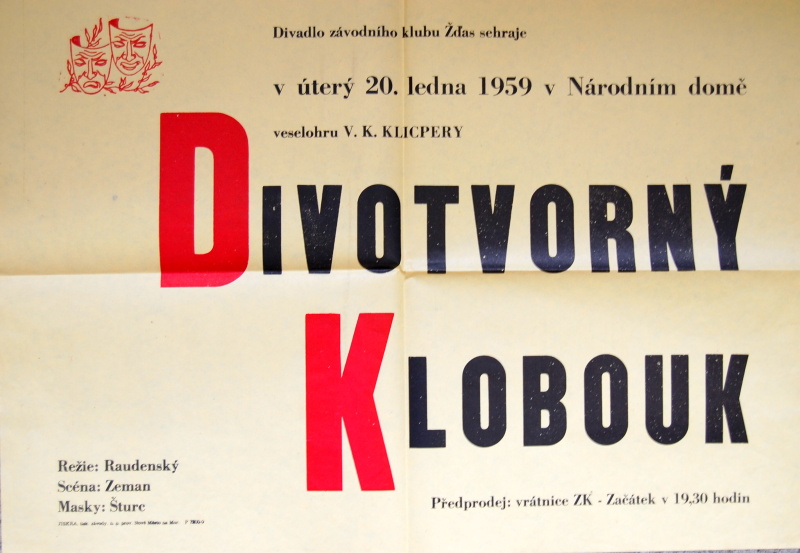 Divadlo závodního klubu Žďas sehraje
v úterý 20. ledna 1959 v Národním domě
veselohru V. K. KLICPERY
DIVOTVORNÝ
KLOBOUK
Režie: Raudenský
Scéna: Zeman
Masky: Šturc
Předprodej: vrátnice ZK - Začátek v 19,30 hodin